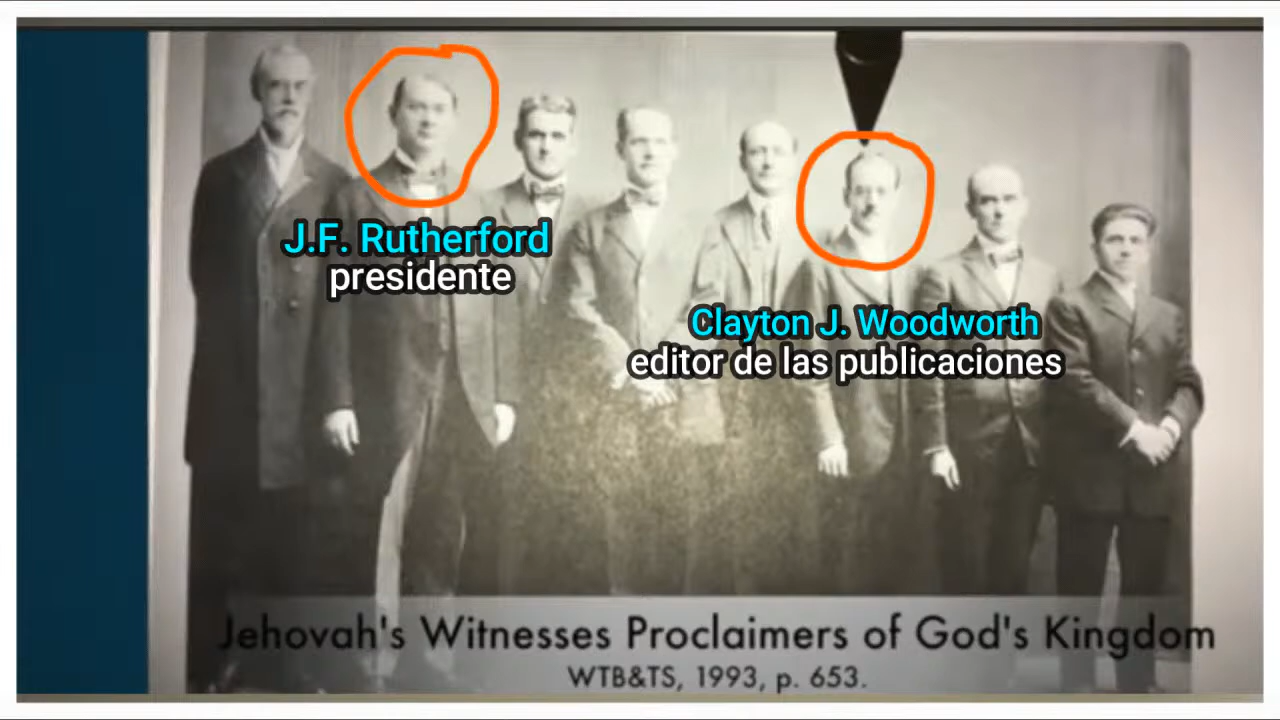 J.F. Rutherford
presidente
Clayton J. Woodworth
editor de las publicaciones
Jehovah's Witnesses Proclaimers of God's Kingdom
WTB&TS, 1993, p. 653.